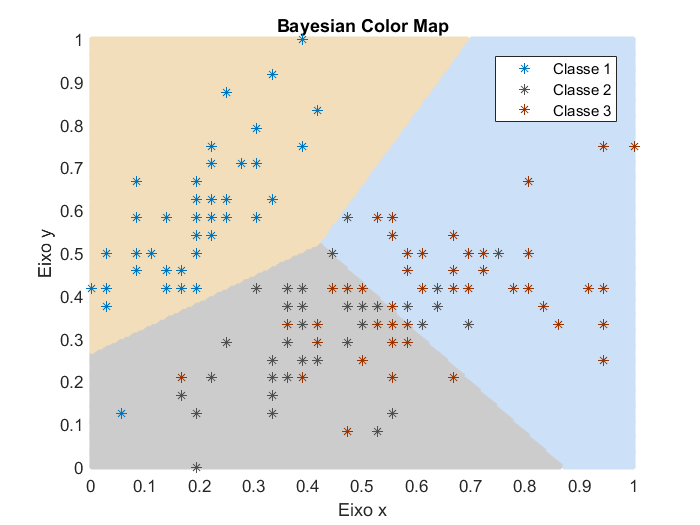 Bayesian Color Map
1
0.9
0.8
0.7
0.6
0.5
0.4
0.3
0.2
0.1
0
Eixo y
Classe 1
Classe 2
Classe 3
0 0.1 0.2 0.3 0.4 0.5 0.6 0.7 0.8 0.9 1
Eixo x